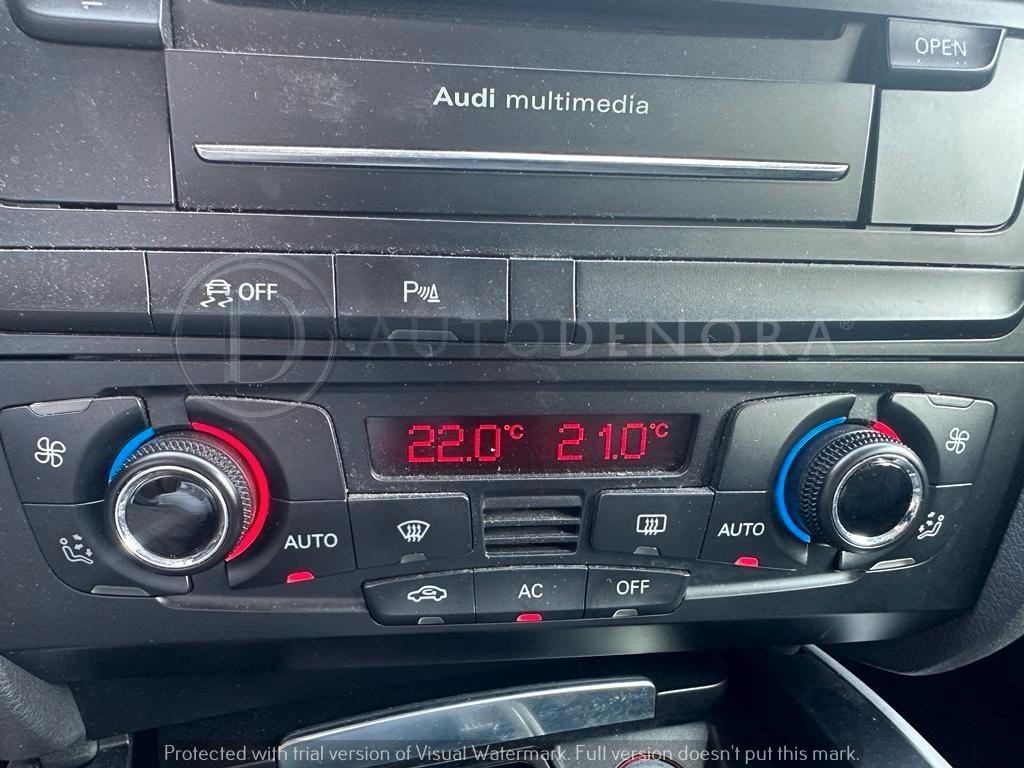 OPEN
Audi multimedia
OFF
P
AUTODENORA®
22.0°C 21.0°C
AUTO
AUTO
AC
OFF
Protected with trial version of Visual Watermark. Full version doesn't put this mark.